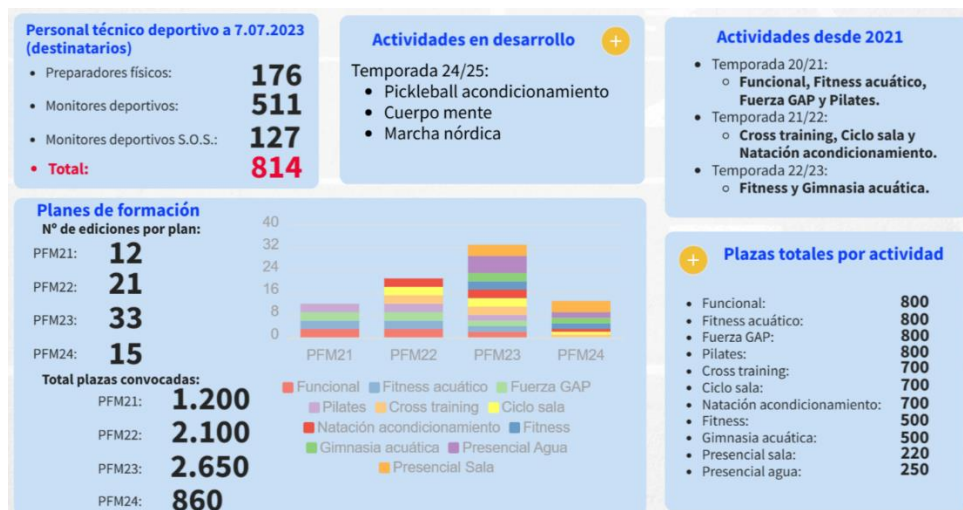 Personal técnico deportivo a 7.07.2023
(destinatarios)
• Preparadores físicos: 176
• Monitores deportivos: 511
• Monitores deportivos S.O.S.: 127
• Total: 814
Actividades en desarrollo
+
Temporada 24/25:
• Pickleball acondicionamiento
• Cuerpo mente
• Marcha nórdica
Actividades desde 2021
• Temporada 20/21:
○ Funcional, Fitness acuático,
Fuerza GAP y Pilates.
• Temporada 21/22:
○ Cross training, Ciclo sala y
Natación acondicionamiento.
• Temporada 22/23:
○ Fitness y Gimnasia acuática.
Planes de formación
Nº de ediciones por plan:
PFM21: 12
PFM22: 21
PFM23: 33
PFM24: 15
Total plazas convocadas:
PFM21: 1.200
PFM22: 2.100
PFM23: 2.650
PFM24: 860
40
32
24
16
8
0
PFM21 PFM22 PFM23 PFM24
Funcional Fitness acuático Fuerza GAP
Pilates Cross training Ciclo sala
Natación acondicionamiento Fitness
Gimnasia acuática Presencial Agua
Presencial Sala
+
Plazas totales por actividad
• Funcional: 800
• Fitness acuático: 800
• Fuerza GAP: 800
• Pilates: 800
• Cross training: 700
• Ciclo sala: 700
• Natación acondicionamiento: 700
• Fitness: 500
• Gimnasia acuática: 500
• Presencial sala: 220
• Presencial agua: 250